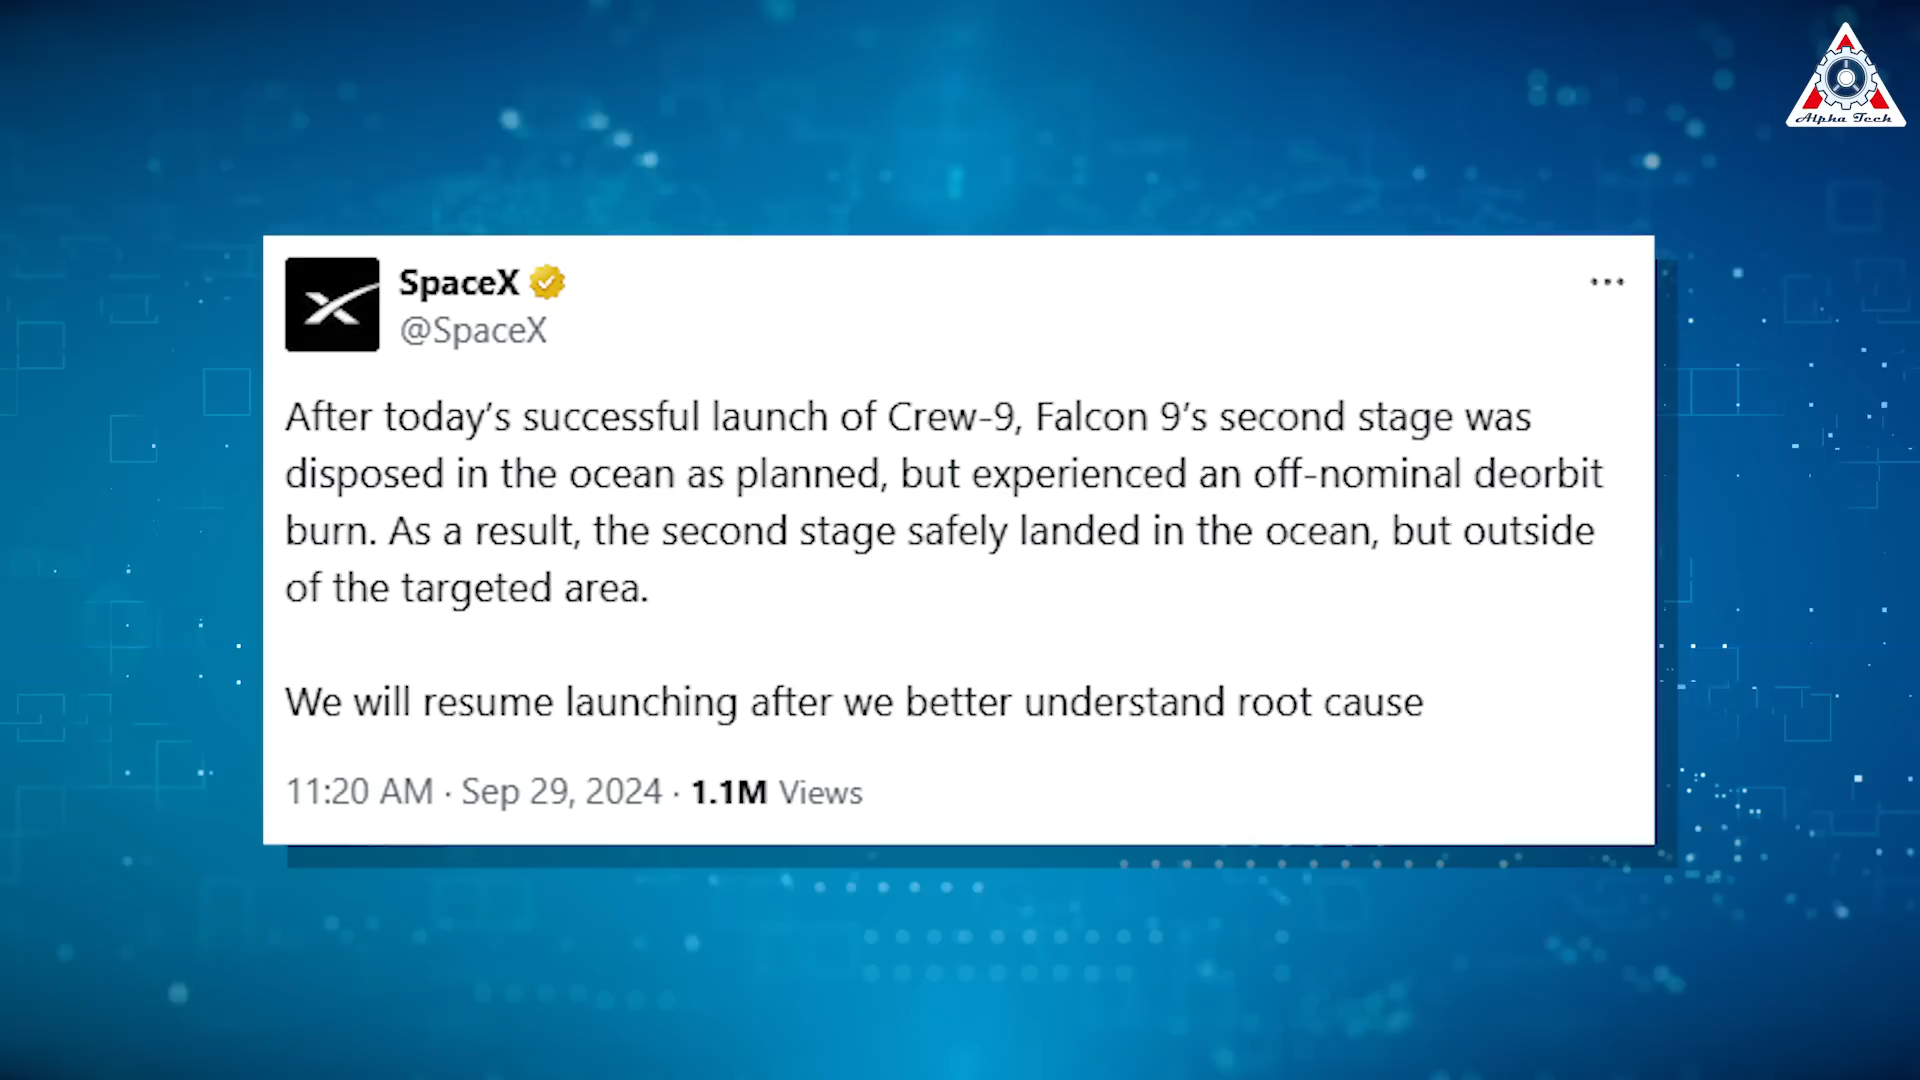 Alpha Tech
SpaceX
@SpaceX
After today’s successful launch of Crew-9, Falcon 9’s second stage was
disposed in the ocean as planned, but experienced an off-nominal deorbit
burn. As a result, the second stage safely landed in the ocean, but outside
of the targeted area.
We will resume launching after we better understand root cause
11:20 AM · Sep 29, 2024 · 1.1M Views